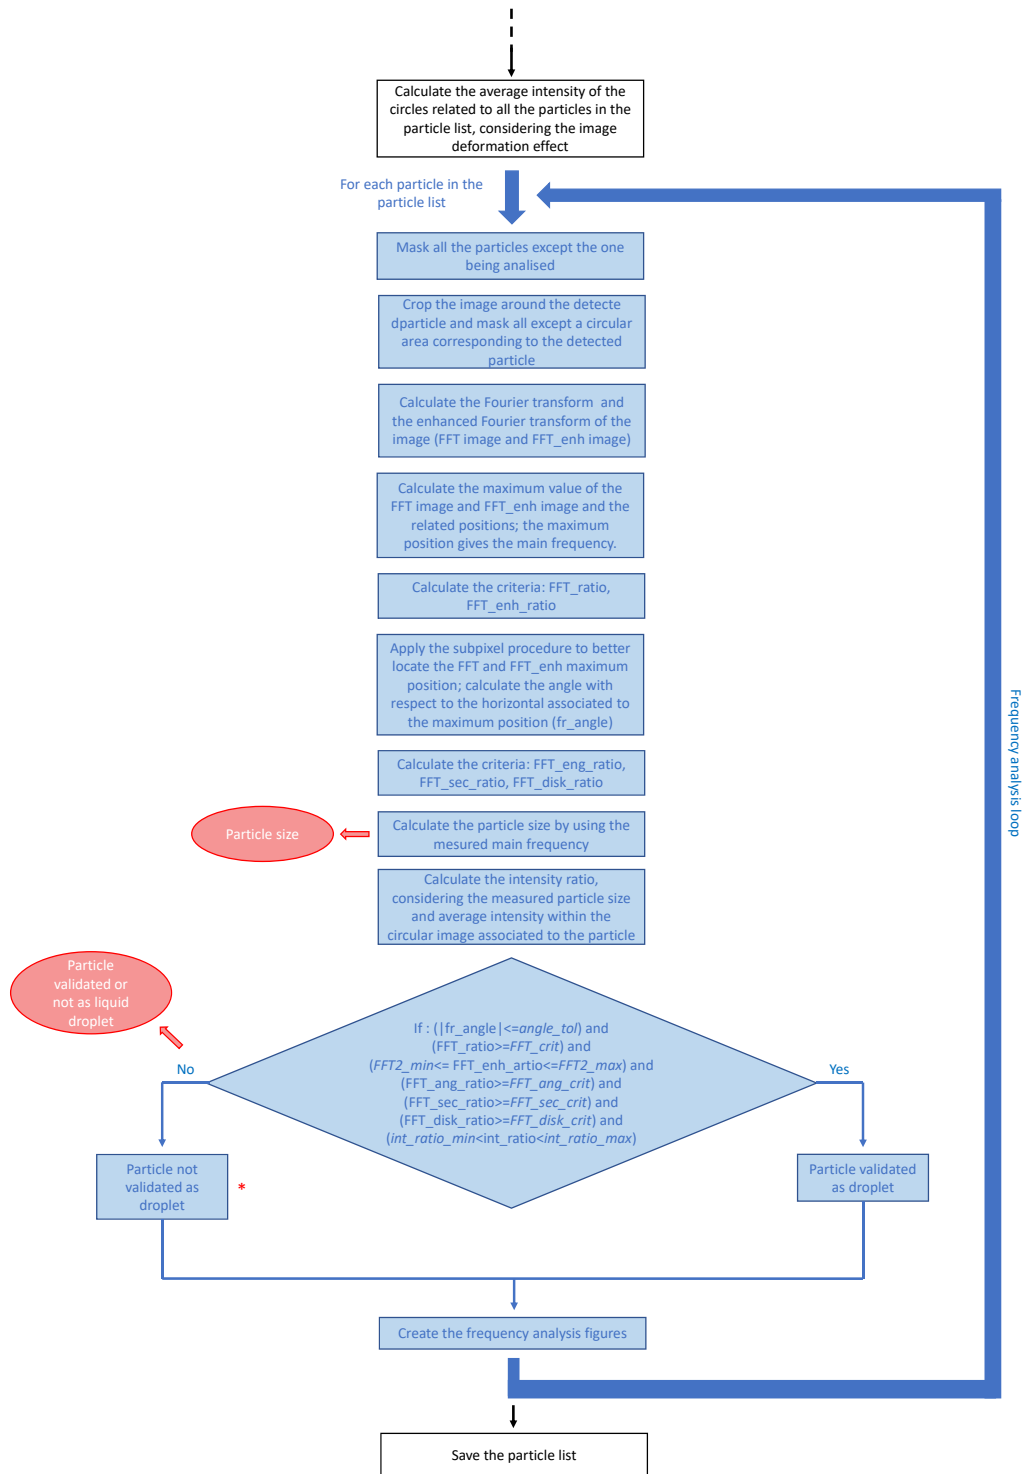 Calculate the average intensity of the
circles related to all the particles in the
particle list, considering the image
deformation effect
For each particle in the
particle list
Mask all the particles except the one
being analised
Crop the image around the detecte
dparticle and mask all except a circular
area corresponding to the detected
particle
Calculate the Fourier transform  and
the enhanced Fourier transform of the
image (FFT image and FFT_enh image)
Calculate the maximum value of the
FFT image and FFT_enh image and the
related positions; the maximum
position gives the main frequency.
Calculate the criteria: FFT_ratio,
FFT_enh_ratio
Apply the subpixel procedure to better
locate the FFT and FFT_enh maximum
position; calculate the angle with
respect to the horizontal associated to
the maximum position (fr_angle)
Frequency analysis loop
Calculate the criteria: FFT_eng_ratio,
FFT_sec_ratio, FFT_disk_ratio
Particle size
Calculate the particle size by using the
mesured main frequency
Calculate the intensity ratio,
considering the measured particle size
and average intensity within the
circular image associated to the particle
Particle
validated or
not as liquid
droplet
If : (|fr_angle|<=angle_tol) and
(FFT_ratio>=FFT_crit) and
(FFT2_min<= FFT_enh_artio<=FFT2_max) and
(FFT_ang_ratio>=FFT_ang_crit) and
(FFT_sec_ratio>=FFT_sec_crit) and
(FFT_disk_ratio>=FFT_disk_crit) and
(int_ratio_min<int_ratio<int_ratio_max)
No
Yes
Particle not
validated as
droplet
*
Particle validated
as droplet
Create the frequency analysis figures
Save the particle list